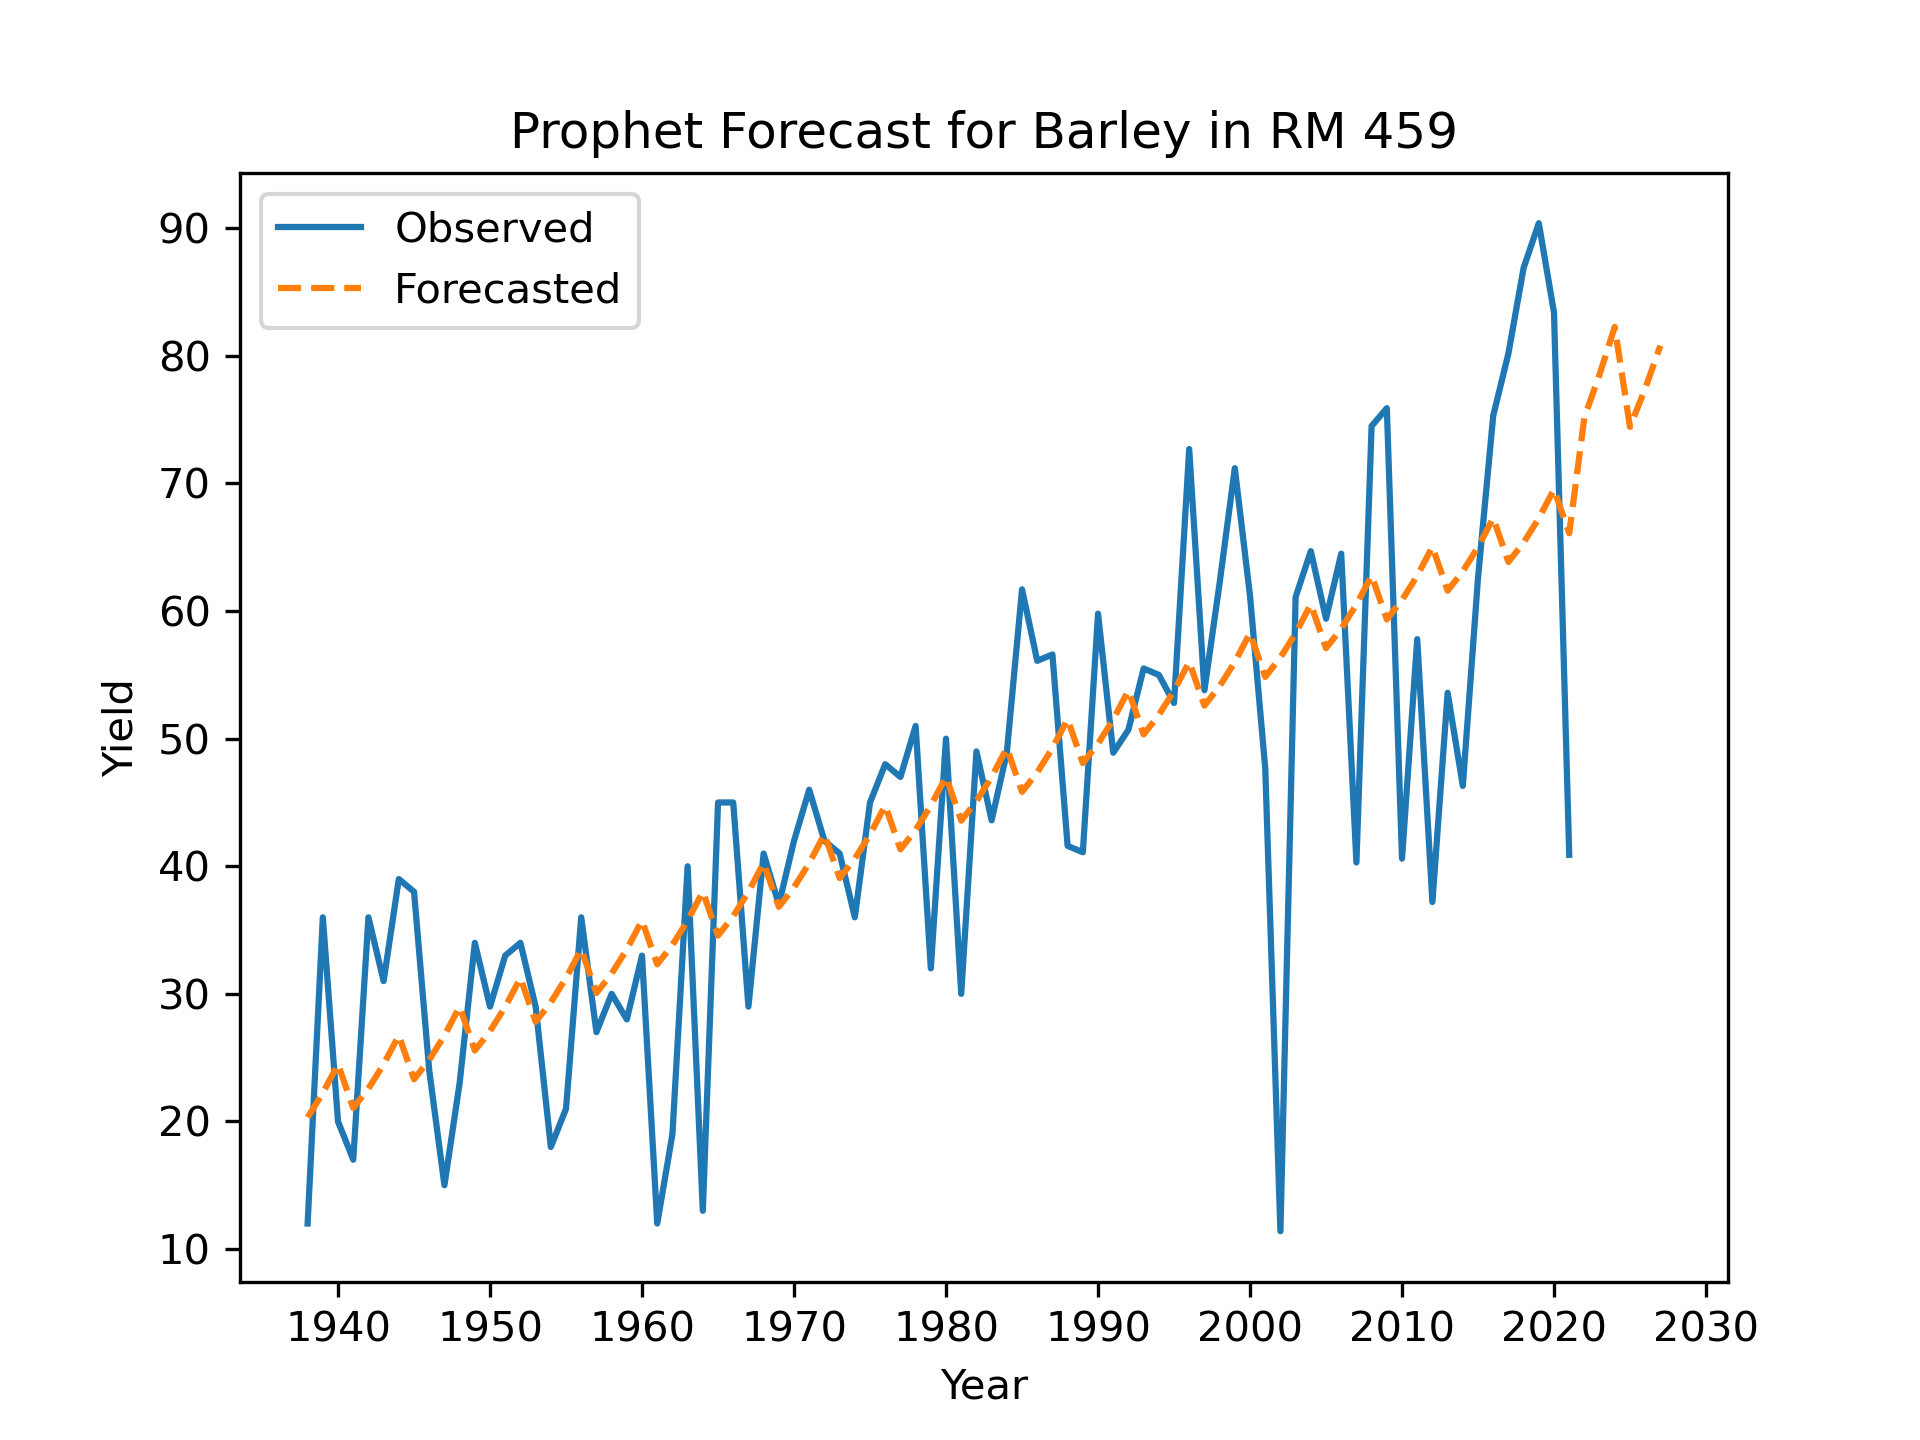 Prophet Forecast for Barley in RM 459
Observed
Forecasted
90
80
70
60
50
40
30
20
10
Yield
1940 1950 1960 1970 1980 1990 2000 2010 2020 2030
Year